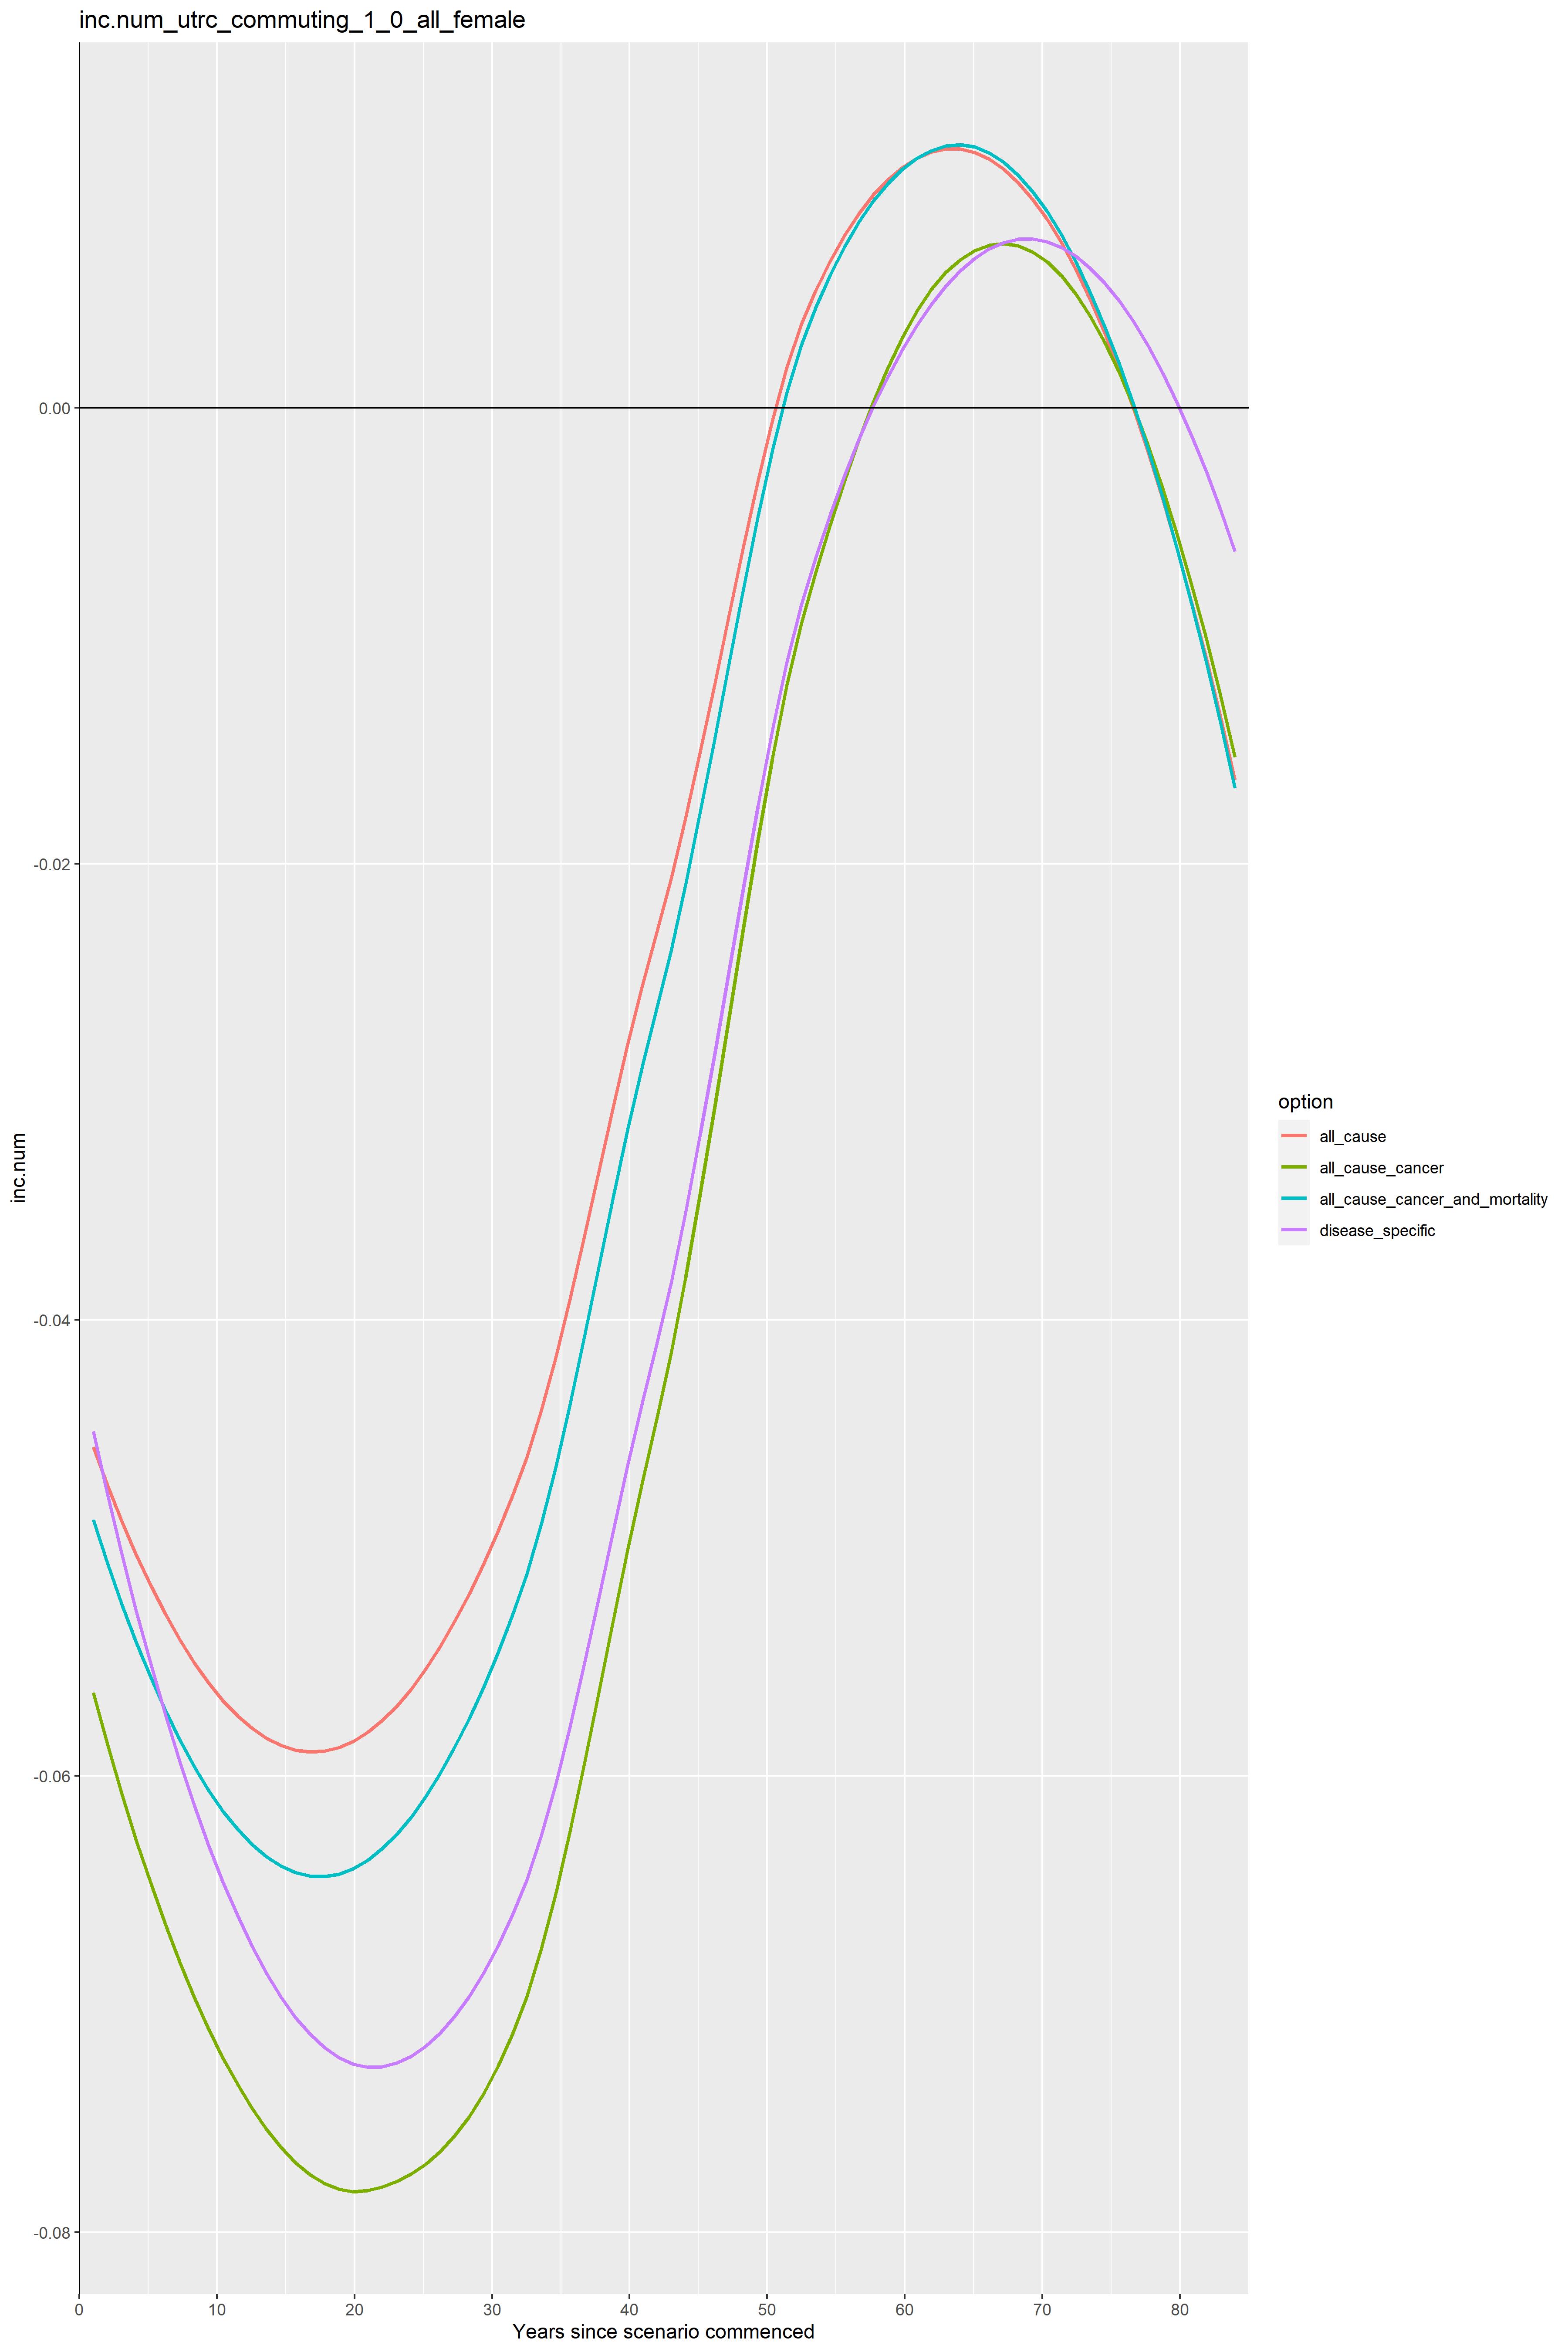 inc.num_utrc_commuting_1_0_all_female
0.00
-0.02
-0.04
-0.06
-0.08
inc.num
0 10 20 30 40 50 60 70 80
Years since scenario commenced
option
all_cause
all_cause_cancer
all_cause_cancer_and_mortality
disease_specific